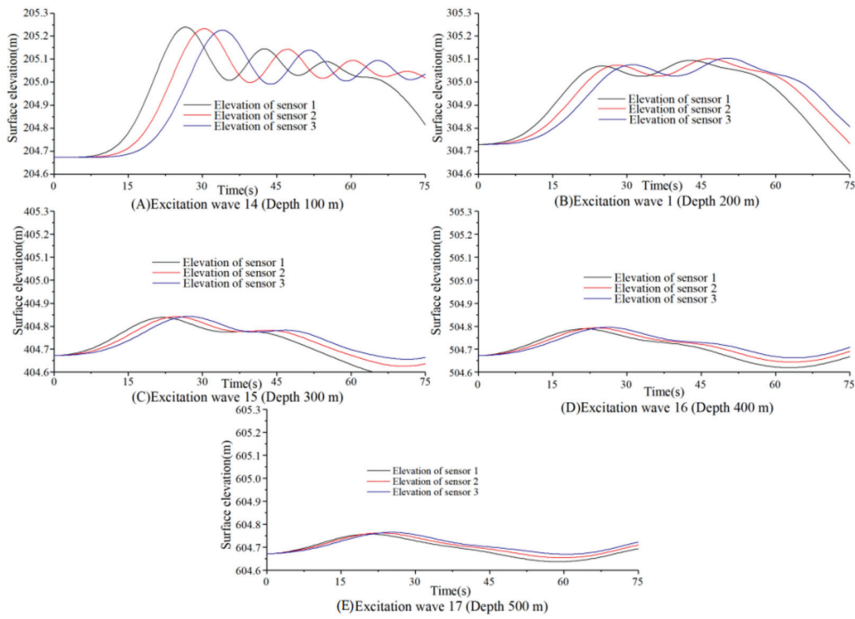 205.3
205.2
205.1
205.0
204.9
204.8
204.7
204.6
Surface elevation(m)
Elevation of sensor 1
Elevation of sensor 2
Elevation of sensor 3
0 15 30 45 60 75
Time(s)
(A)Excitation wave 14 (Depth 100 m)
305.3
305.2
305.1
305.0
304.9
304.8
304.7
304.6
Surface elevation(m)
Elevation of sensor 1
Elevation of sensor 2
Elevation of sensor 3
0 15 30 45 60 75
Time(s)
(B)Excitation wave 1 (Depth 200 m)
405.3
405.2
405.1
405.0
404.9
404.8
404.7
404.6
Surface elevation(m)
Elevation of sensor 1
Elevation of sensor 2
Elevation of sensor 3
0 15 30 45 60 75
Time(s)
(C)Excitation wave 15 (Depth 300 m)
505.3
505.2
505.1
505.0
504.9
504.8
504.7
504.6
Surface elevation(m)
Elevation of sensor 1
Elevation of sensor 2
Elevation of sensor 3
0 15 30 45 60 75
Time(s)
(D)Excitation wave 16 (Depth 400 m)
605.3
605.2
605.1
605.0
604.9
604.8
604.7
604.6
Surface elevation(m)
Elevation of sensor 1
Elevation of sensor 2
Elevation of sensor 3
0 15 30 45 60 75
Time(s)
(E)Excitation wave 17 (Depth 500 m)